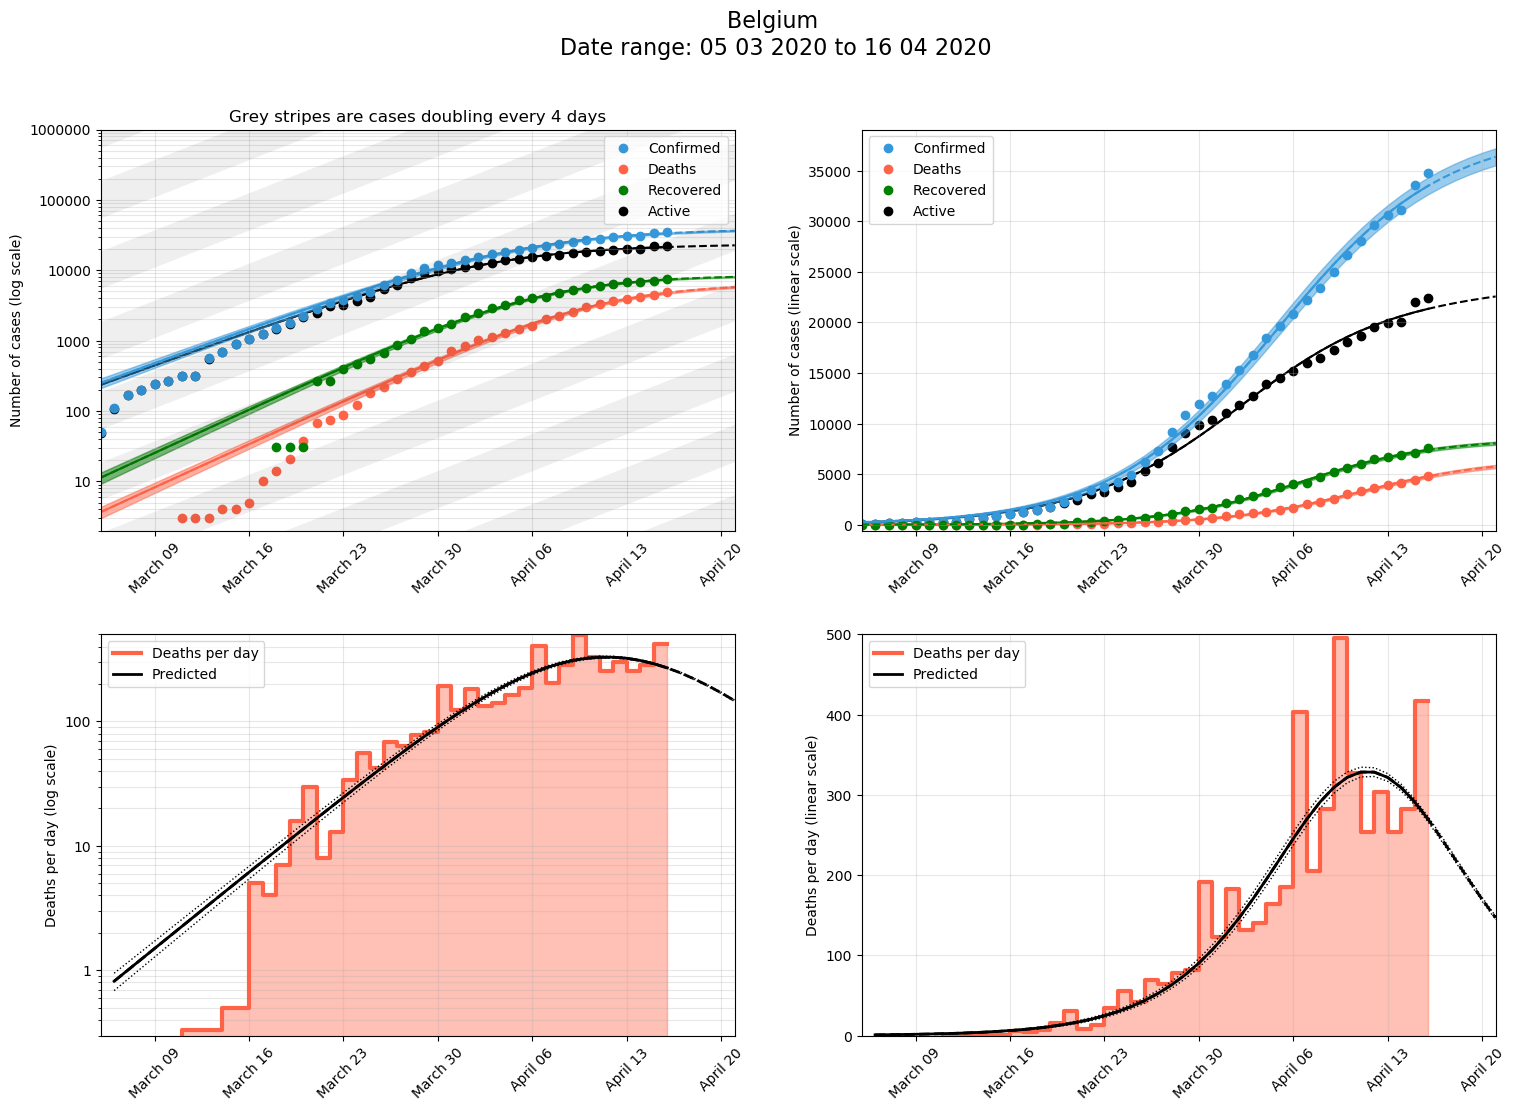 Belgium
Date range: 05 03 2020 to 16 04 2020
Grey stripes are cases doubling every 4 days
Number of cases (log scale)
1000000
100000
10000
1000
100
10
Confirmed
Deaths
Recovered
Active
March 09
March 16
March 23
March 30
April 06
April 13
April 20
Number of cases (linear scale)
35000
30000
25000
20000
15000
10000
5000
0
Confirmed
Deaths
Recovered
Active
March 09
March 16
March 23
March 30
April 06
April 13
April 20
Deaths per day (log scale)
100
10
1
Deaths per day
Predicted
March 09
March 16
March 23
March 30
April 06
April 13
April 20
Deaths per day (linear scale)
500
400
300
200
100
0
Deaths per day
Predicted
March 09
March 16
March 23
March 30
April 06
April 13
April 20